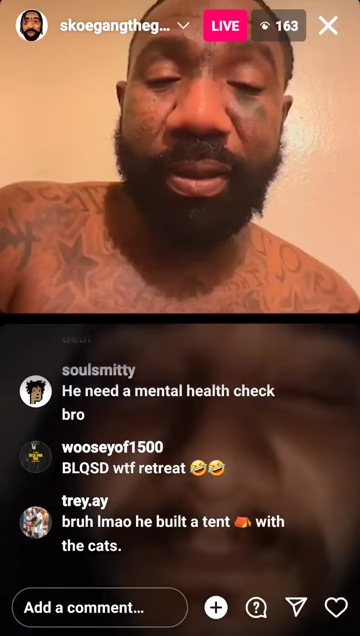 skoegangtheg...
LIVE
163
deal
soulsmitty
He need a mental health check
bro
wooseyof1500
BLQSD wtf retreat 🤣🤣
trey.ay
bruh lmao he built a tent ⛺ with
the cats.
Add a comment...